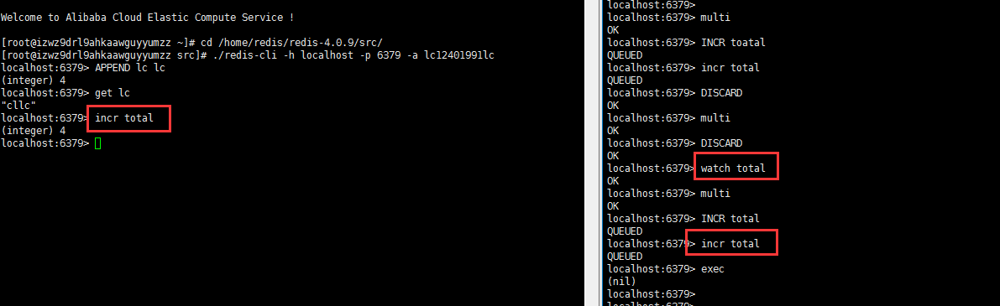 Welcome to Alibaba Cloud Elastic Compute Service !
[root@izwz9drl9ahkaawguyyumzz ~]# cd /home/redis/redis-4.0.9/src/
[root@izwz9drl9ahkaawguyyumzz src]# ./redis-cli -h localhost -p 6379 -a lc12401991lc
localhost:6379> APPEND lc lc
(integer) 4
localhost:6379> get lc
"cllc"
localhost:6379> incr total
(integer) 4
localhost:6379>
localhost:6379>
localhost:6379> multi
OK
localhost:6379> INCR toatal
QUEUED
localhost:6379> incr total
QUEUED
localhost:6379> DISCARD
OK
localhost:6379> multi
OK
localhost:6379> DISCARD
OK
localhost:6379> watch total
OK
localhost:6379> multi
OK
localhost:6379> INCR total
QUEUED
localhost:6379> incr total
QUEUED
localhost:6379> exec
(nil)
localhost:6379>
localhost:6379>